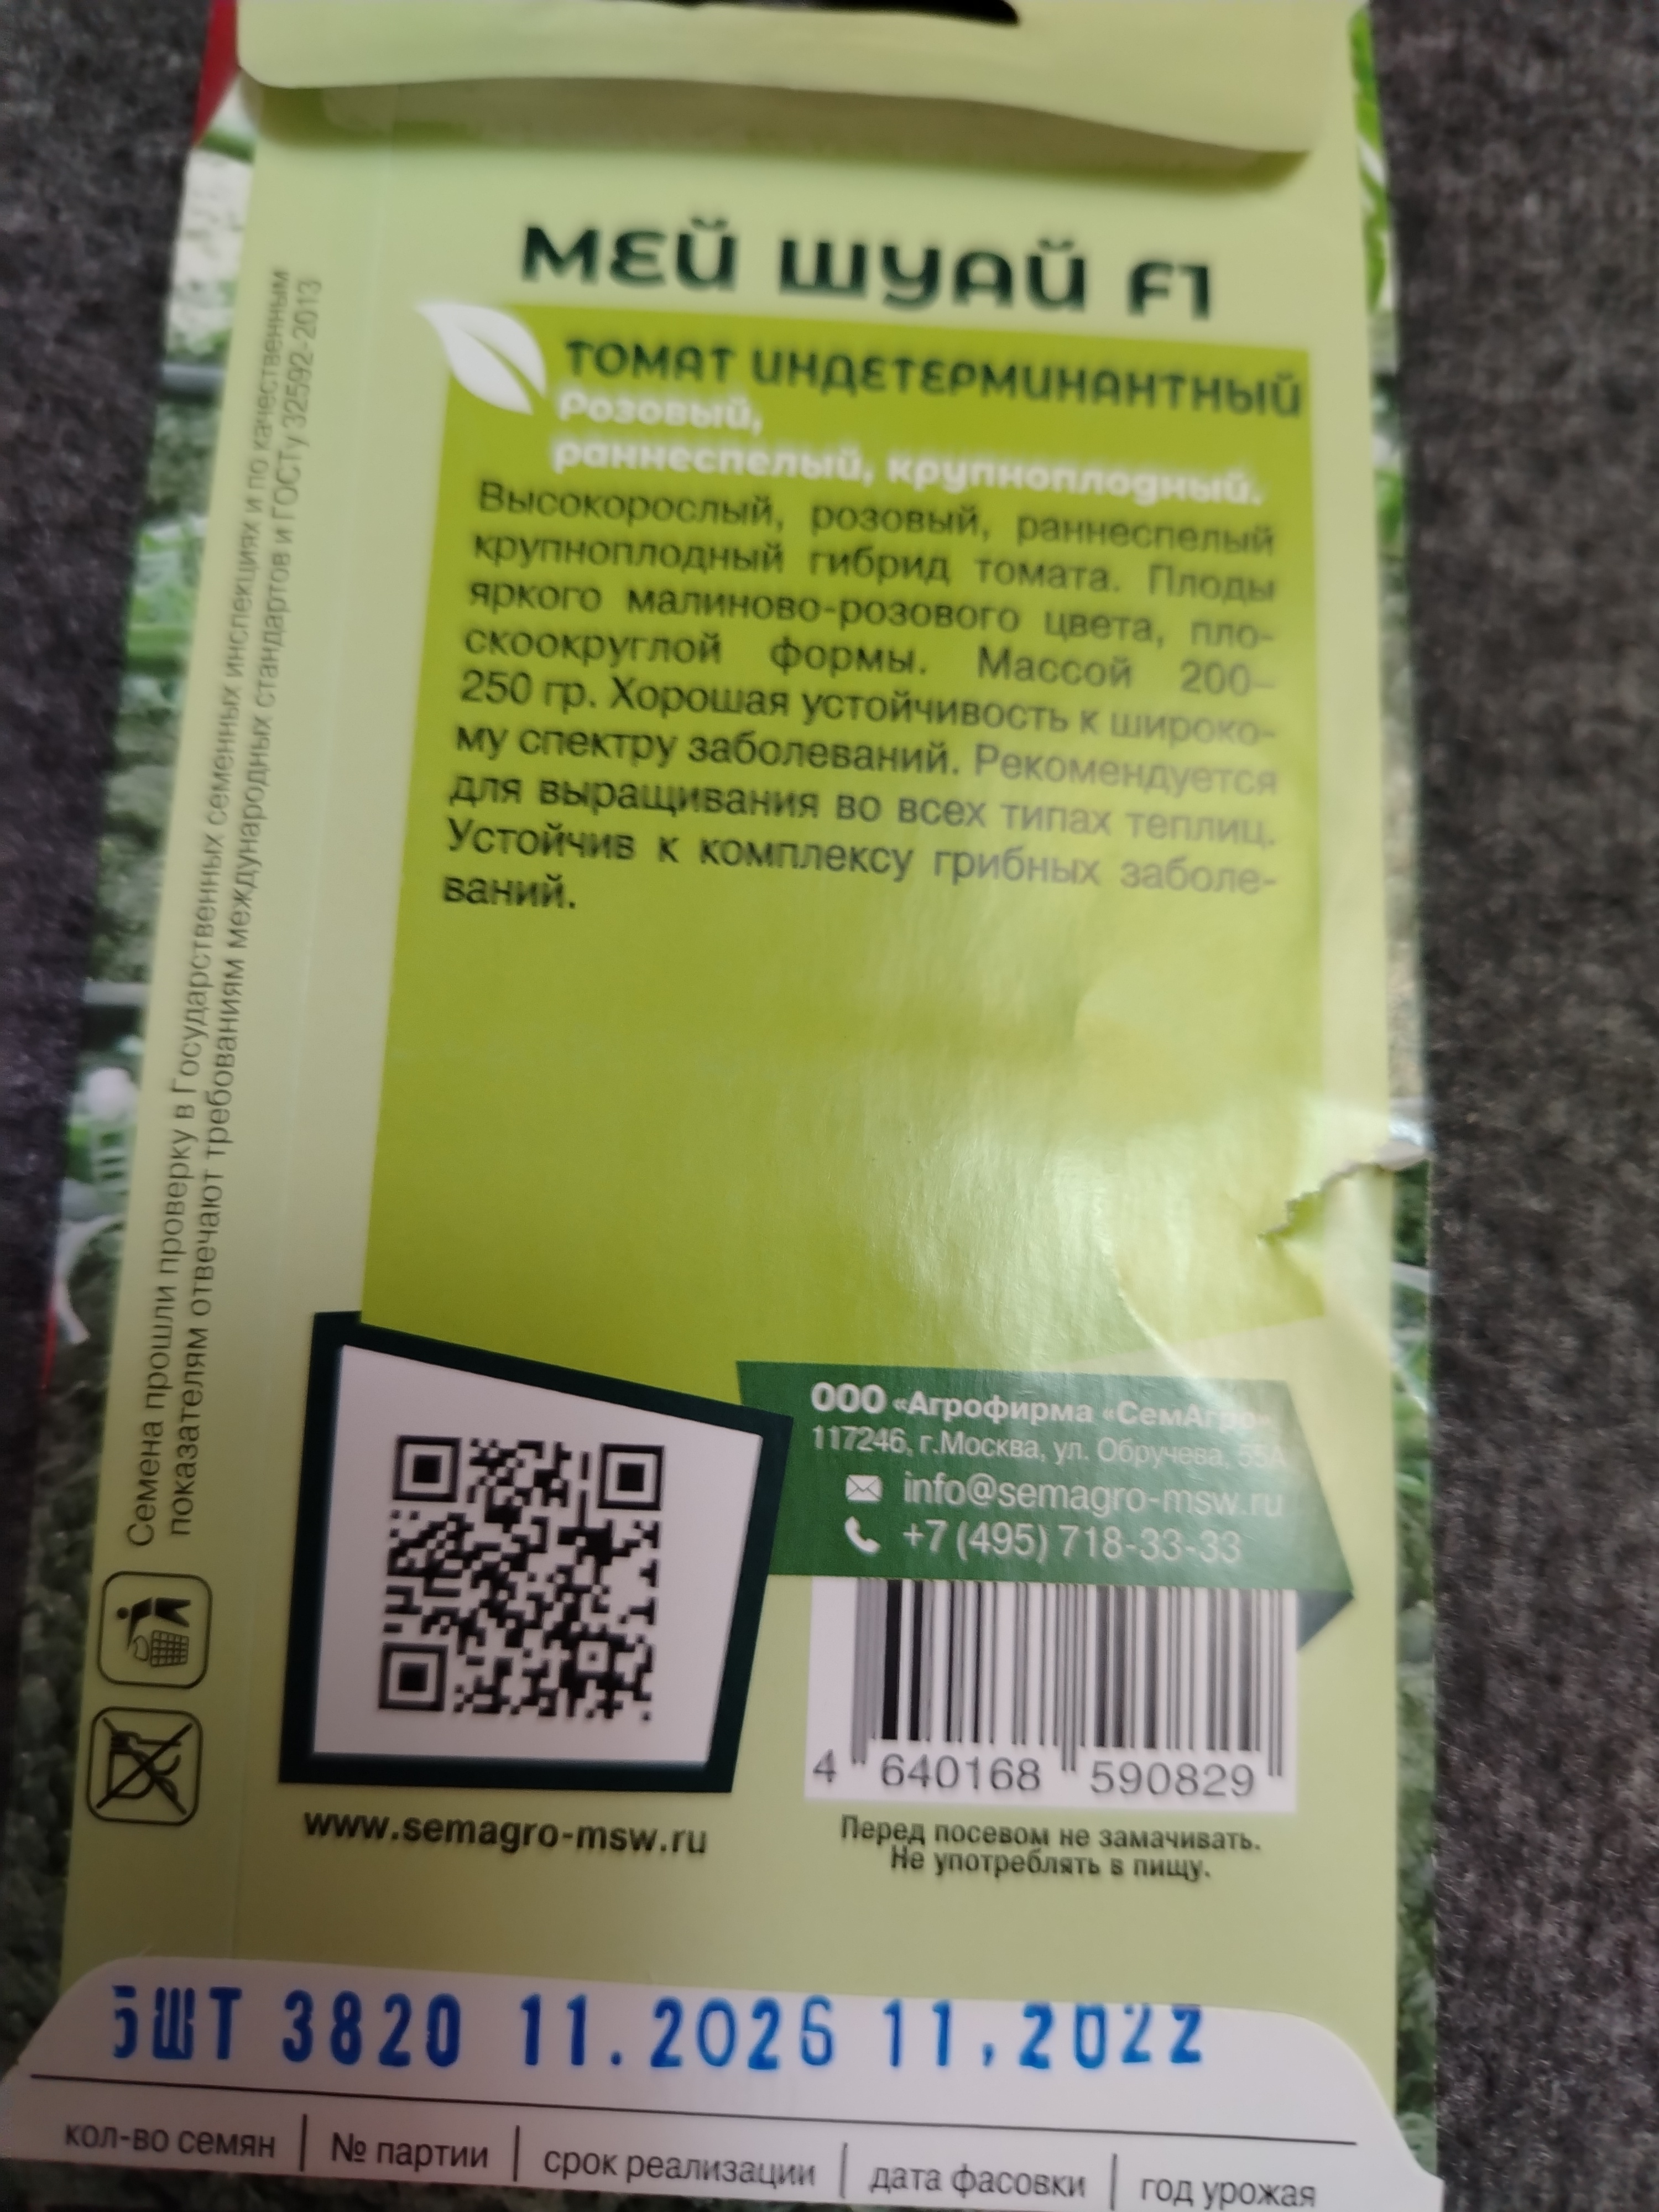 МЕЙ ШУАЙ F1
ТОМАТ ИНДЕТЕРМИНАНТНЫЙ
Розовый,
раннеспелый, крупноплодный.
Высокорослый, розовый, раннеспелый
крупноплодный гибрид томата. Плоды
яркого малиново-розового цвета, пло-
скоокруглой формы. Массой 200–
250 гр. Хорошая устойчивость к широко-
му спектру заболеваний. Рекомендуется
для выращивания во всех типах теплиц.
Устойчив к комплексу грибных заболе-
ваний.
Семена прошли проверку в Государственных семенных инспекциях и по качественным
показателям отвечают требованиям международных стандартов и ГОСТу 32592-2013
ООО «Агрофирма «СемАгро»
117246, г.Москва, ул. Обручева, 55А
info@semagro-msw.ru
+7 (495) 718-33-33
4 640168 590829
www.semagro-msw.ru
Перед посевом не замачивать.
Не употреблять в пищу.
5ШТ 3820 11.2026 11.2022
кол-во семян | № партии | срок реализации | дата фасовки | год урожая